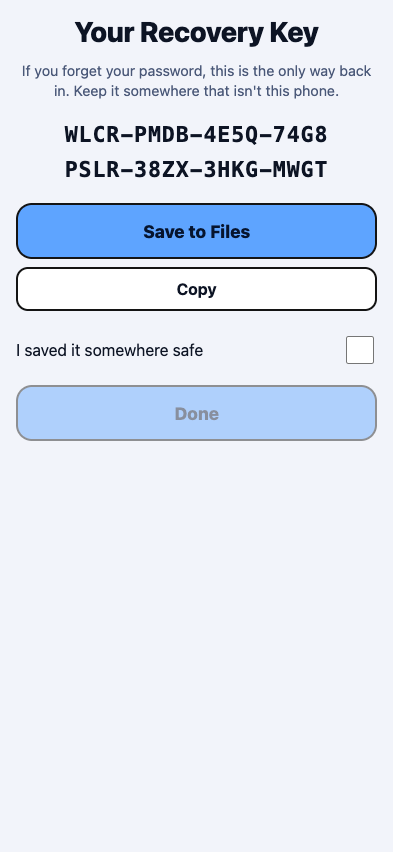 Your Recovery Key
If you forget your password, this is the only way back
in. Keep it somewhere that isn't this phone.
WLCR-PMDB-4E5Q-74G8
PSLR-38ZX-3HKG-MWGT
Save to Files
Copy
I saved it somewhere safe
Done